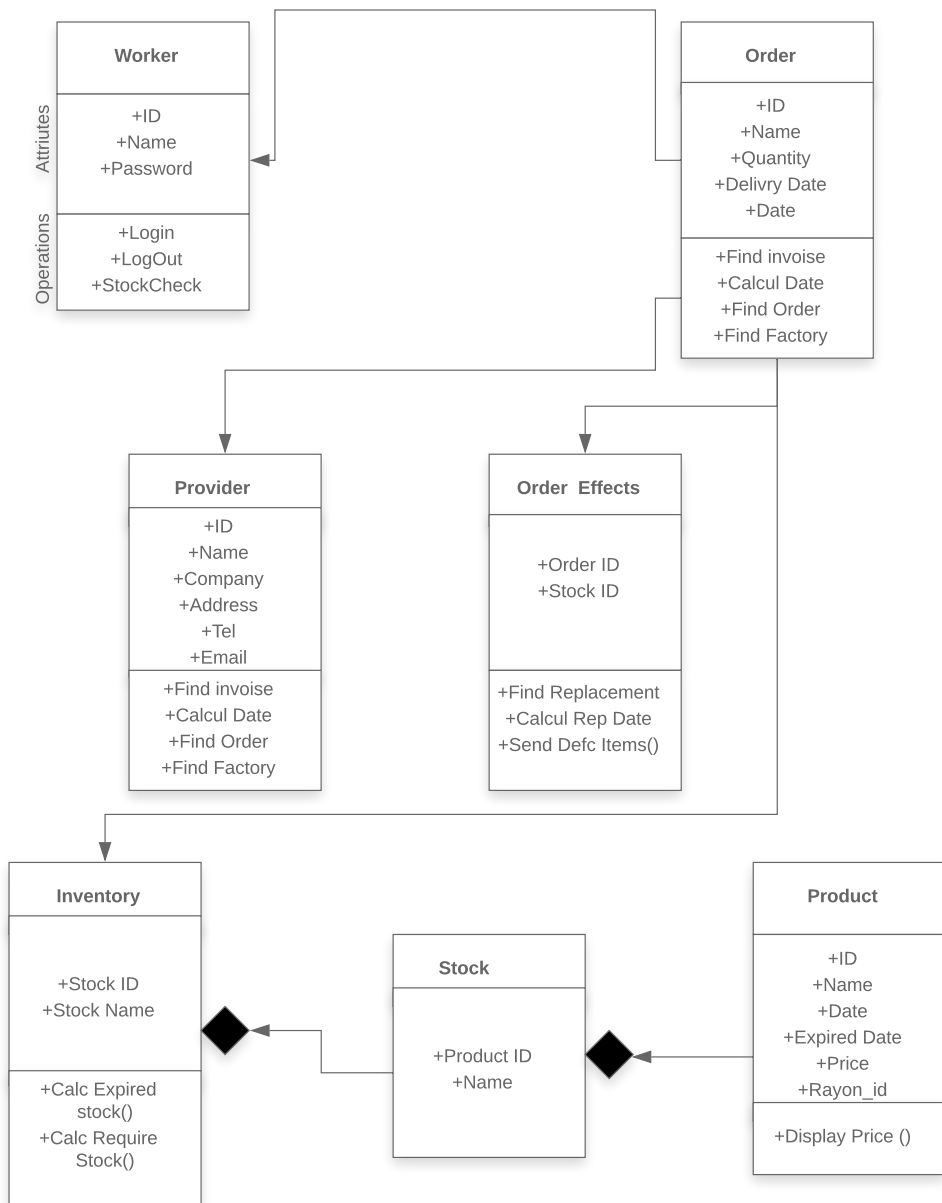 Worker
Attriutes
+ID
+Name
+Password
Operations
+Login
+LogOut
+StockCheck
Order
+ID
+Name
+Quantity
+Delivry Date
+Date
+Find invoise
+Calcul Date
+Find Order
+Find Factory
Provider
+ID
+Name
+Company
+Address
+Tel
+Email
+Find invoise
+Calcul Date
+Find Order
+Find Factory
Order Effects
+Order ID
+Stock ID
+Find Replacement
+Calcul Rep Date
+Send Defc Items()
Inventory
+Stock ID
+Stock Name
+Calc Expired
stock()
+Calc Require
Stock()
Stock
+Product ID
+Name
Product
+ID
+Name
+Date
+Expired Date
+Price
+Rayon_id
+Display Price ()